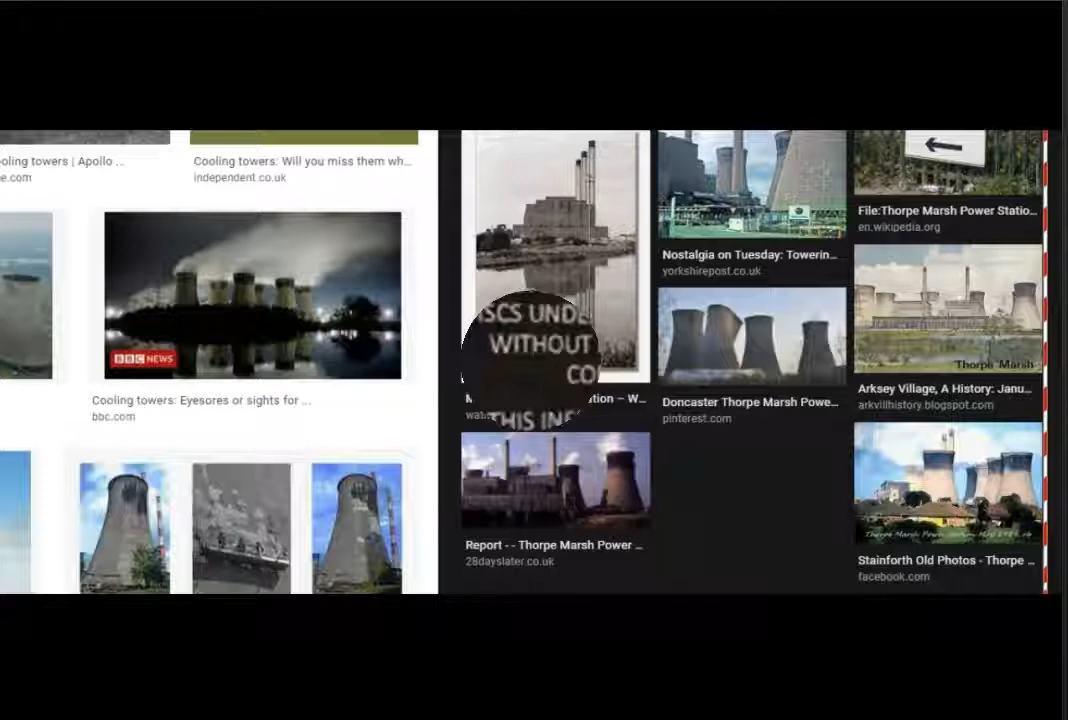 oling towers | Apollo ...
e.com
Cooling towers: Will you miss them wh...
independent.co.uk
BBC NEWS
Cooling towers: Eyesores or sights for ...
bbc.com
ISCS UNDE
WITHOUT
CO
THIS INF
ation – W...
Report - - Thorpe Marsh Power ...
28dayslater.co.uk
Nostalgia on Tuesday: Towerin...
yorkshirepost.co.uk
Doncaster Thorpe Marsh Powe...
pinterest.com
File:Thorpe Marsh Power Statio...
en.wikipedia.org
Thorpe Marsh
Arksey Village, A History: Janu...
arkvillhistory.blogspot.com
Stainforth Old Photos - Thorpe ...
facebook.com